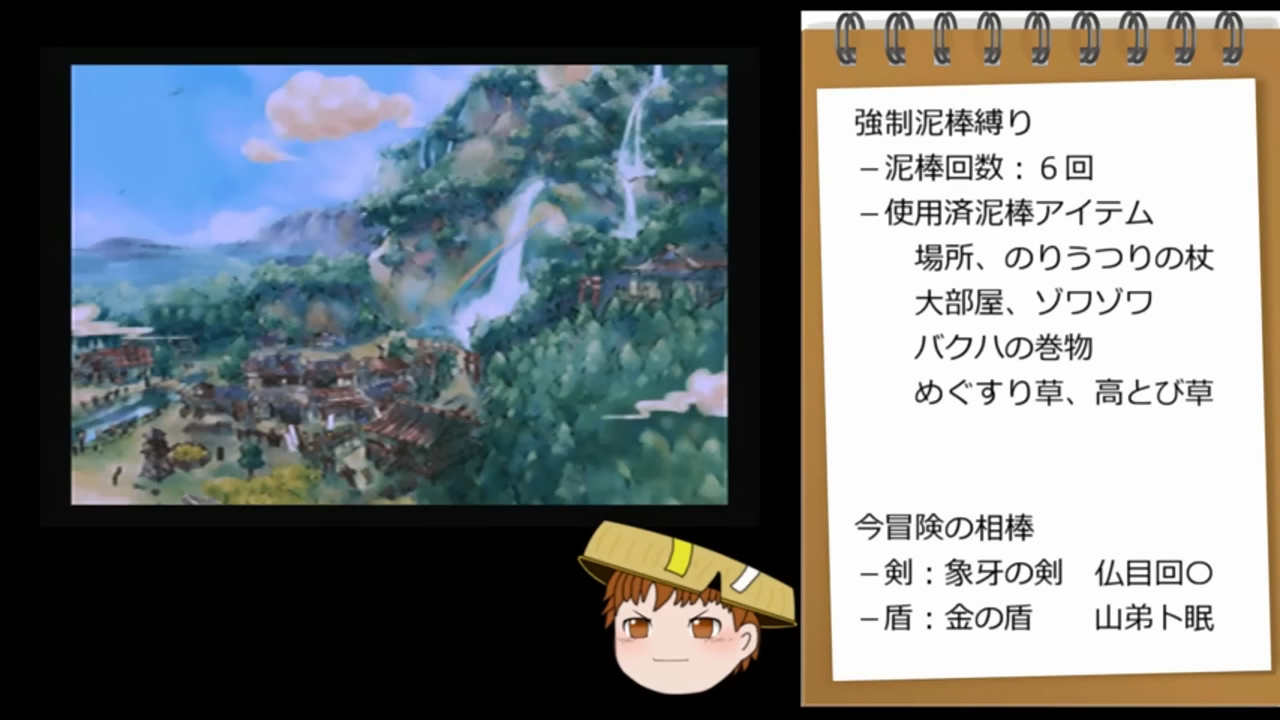 強制泥棒縛り
－泥棒回数：６回
－使用済泥棒アイテム
場所、のりうつりの杖
大部屋、ゾワゾワ
バクハの巻物
めぐすり草、高とび草
今冒険の相棒
－剣：象牙の剣　仏目回〇
－盾：金の盾　　山弟ト眠